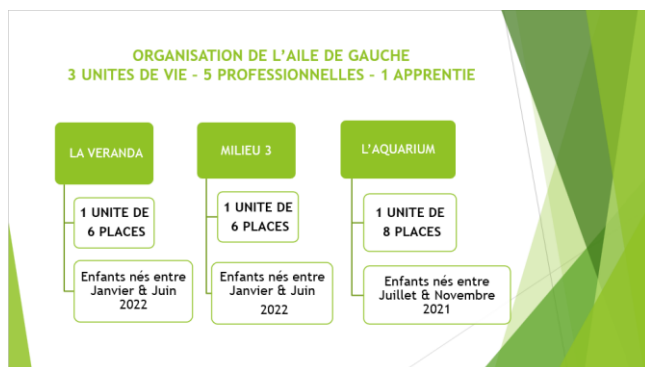 ORGANISATION DE L'AILE DE GAUCHE
3 UNITES DE VIE – 5 PROFESSIONNELLES – 1 APPRENTIE
LA VERANDA
1 UNITE DE
6 PLACES
Enfants nés entre
Janvier & Juin
2022
MILIEU 3
1 UNITE DE
6 PLACES
Enfants nés entre
Janvier & Juin
2022
L'AQUARIUM
1 UNITE DE
8 PLACES
Enfants nés entre
Juillet & Novembre
2021